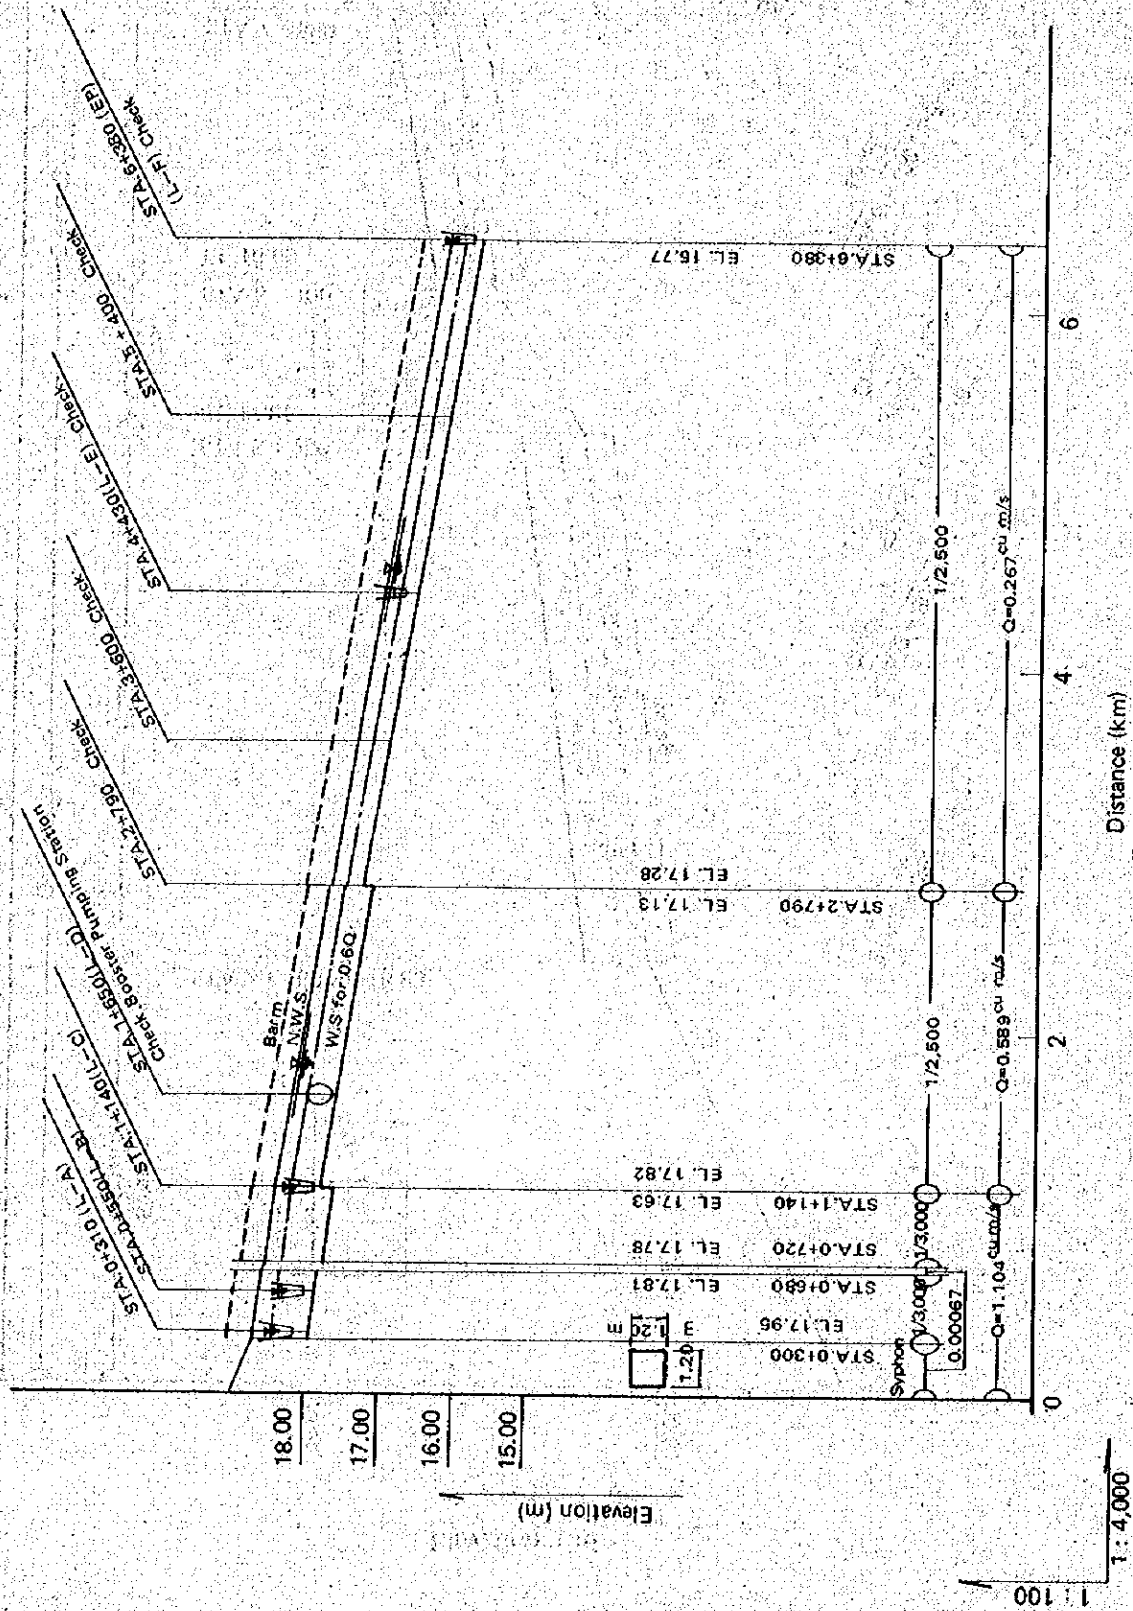 STA.0+310 (L-A)
STA.0+550(L-B)
STA.1+140(L-C)
STA.1+650(L-D)
Check.Booster Pumping Station
STA.2+790 Check
STA.3+600 Check
STA.4+430(L-E) Check
STA.5+400 Check
STA.6+380 (EP)
(L-F) Check
Barm
N.W.S
W.S for 0.6Q
18.00
17.00
16.00
15.00
Elevation (m)
1.20 m
1.20 m
STA.0+300
EL.17.96
STA.0+680
EL. 17.81
STA.0+720
EL. 17.78
STA.1+140
EL. 17.63
EL. 17.82
STA.2+790
EL. 17.13
EL. 17.28
STA.6+380
EL. 15.77
Syphon
1/3,000
1/3,000
1/2,500
1/2,500
0.00067
Q=1.104 cu m/s
Q=0.589 cu m/s
Q=0.267 cu m/s
0
2
4
6
Distance (km)
1 : 100
1 : 4,000